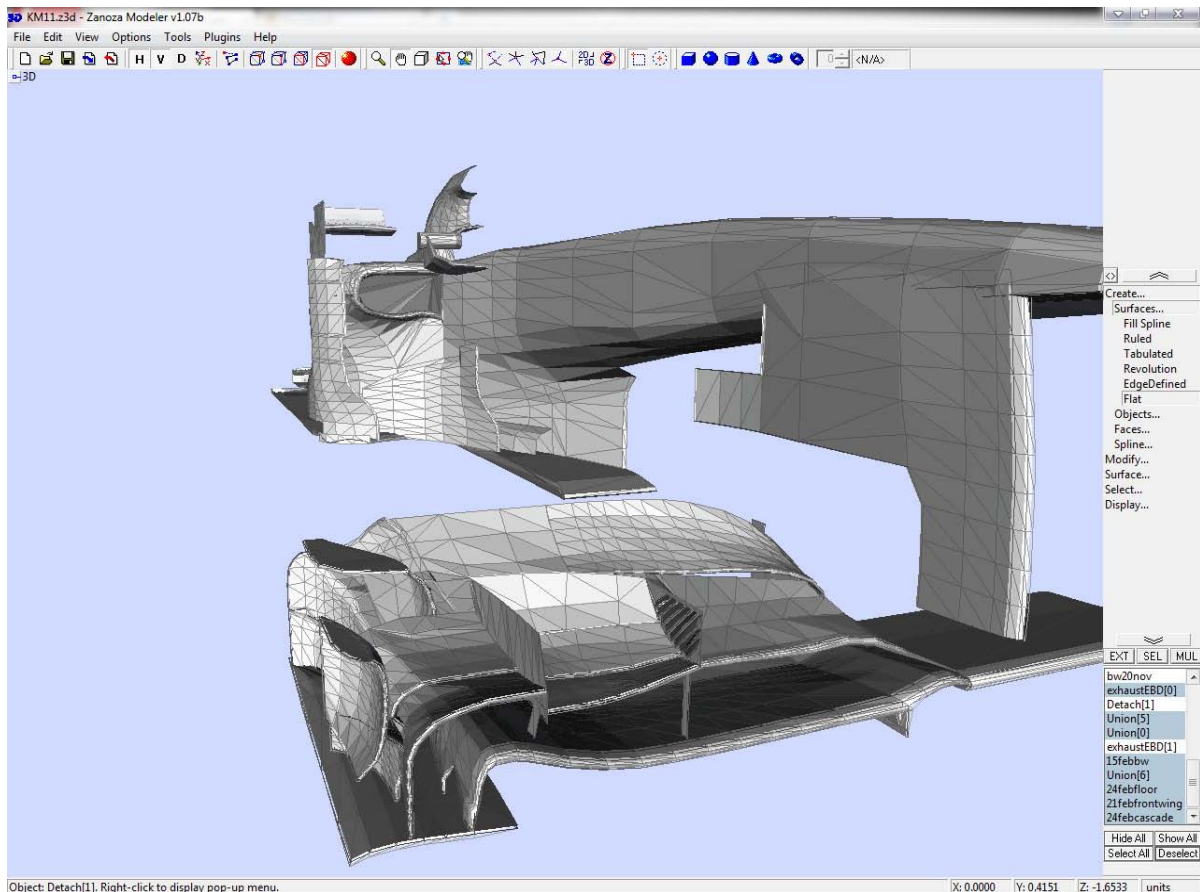 KM11.z3d - Zanoza Modeler v1.07b
File Edit View Options Tools Plugins Help
H V D 2D 3D Z 0 <N/A>
3D
<>
Create...
Surfaces...
Fill Spline
Ruled
Tabulated
Revolution
EdgeDefined
Flat
Objects...
Faces...
Spline...
Modify...
Surface...
Select...
Display...
EXT SEL MUL
bw20nov
exhaustEBD[0]
Detach[1]
Union[5]
Union[0]
exhaustEBD[1]
15febbw
Union[6]
24febfloor
21febfrontwing
24febcascade
Hide All Show All
Select All Deselect
Object: Detach[1]. Right-click to display pop-up menu. X: 0.0000 Y: 0.4151 Z: -1.6533 units